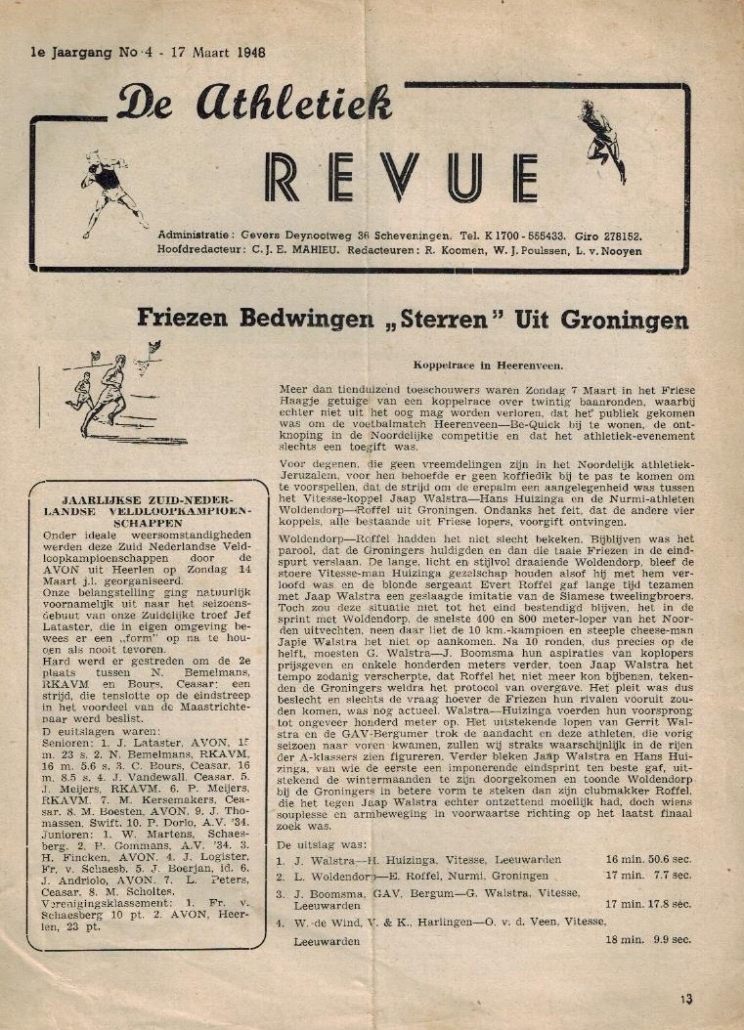 1e Jaargang No 4 - 17 Maart 1948
De Athletiek
REVUE
Administratie: Gevers Deynootweg 36 Scheveningen. Tel. K 1700-555433. Giro 278152.
Hoofdredacteur: C. J. E. MAHIEU. Redacteuren: R. Koomen, W. J. Poulssen, L. v. Nooyen
Friezen Bedwingen „Sterren” Uit Groningen
JAARLIJKSE ZUID-NEDER-
LANDSE VELDLOOPKAMPIOEN-
SCHAPPEN
Onder ideale weersomstandigheden
werden deze Zuid Nederlandse Veld-
loopkampioenschappen door de
AVON uit Heerlen op Zondag 14
Maart j.l. georganiseerd.
Onze belangstelling ging natuurlijk
voornamelijk uit naar het seizoens-
debuut van onze Zuidelijke troef Jef
Lataster, die in eigen omgeving be-
wees er een „form” op na te hou-
den als nooit tevoren.
Hard werd er gestreden om de 2e
plaats tussen N. Bemelmans,
RKAVM en Bours, Ceasar; een
strijd, die tenslotte op de eindstreep
in het voordeel van de Maastrichte-
naar werd beslist.
D euitslagen waren:
Senioren: 1. J. Lataster, AVON, 15
m. 23 s. 2. N. Bemelmans, RKAVM,
16 m. 5.6 s. 3. C. Bours, Ceasar, 16
m. 8.5 s. 4. J. Vandewall, Ceasar. 5.
J. Meijers, RKAVM. 6. P. Meijers,
RKAVM. 7. M. Kersemakers, Cea-
sar. 8. M. Boesten, AVON. 9. J. Tho-
massen, Swift. 10. P. Dorlo, A.V. '34.
Junioren: 1. W. Martens, Schaes-
berg. 2. P. Gommans, A.V. '34. 3.
H. Fincken, AVON. 4. J. Logister,
Fr. v. Schaesb. 5. J. Boerjan, id. 6.
J. Andriolo, AVON. 7. L. Peters,
Ceasar. 8. M. Scholtes.
Verenigingsklassement: 1. Fr. v.
Schaesberg 10 pt. 2. AVON, Heer-
len, 23 pt.
Koppelrace in Heerenveen.
Meer dan tienduizend toeschouwers waren Zondag 7 Maart in het Friese
Haagje getuige van een koppelrace over twintig baanronden, waarbij
echter niet uit het oog mag worden verloren, dat het publiek gekomen
was om de voetbalmatch Heerenveen—Be-Quick bij te wonen, de ont-
knoping in de Noordelijke competitie en dat het athletiek-evenement
slechts een toegift was.
Voor degenen, die geen vreemdelingen zijn in het Noordelijk athletiek-
Jeruzalem, voor hen behoefde er geen koffiedik bij te pas te komen om
te voorspellen, dat de strijd om de erepalm een aangelegenheid was tussen
het Vitesse-koppel Jaap Walstra—Hans Huizinga en de Nurmi-athleten
Woldendorp—Roffel uit Groningen. Ondanks het feit, dat de andere vier
koppels, alle bestaande uit Friese lopers, voorgift ontvingen.
Woldendorp—Roffel hadden het niet slecht bekeken. Bijblijven was het
parool, dat de Groningers huldigden en dan die taaie Friezen in de eind-
spurt verslaan. De lange, licht en stijlvol draaiende Woldendorp, bleef de
stoere Vitesse-man Huizinga gezelschap houden alsof hij met hem ver-
loofd was en de blonde sergeant Evert Roffel gaf lange tijd tezamen
met Jaap Walstra een geslaagde imitatie van de Siamese tweelingbroers.
Toch zou deze situatie niet tot het eind bestendigd blijven, het in de
sprint met Woldendorp, de snelste 400 en 800 meter-loper van het Noor-
den uitvechten, neen daar liet de 10 km.-kampioen en steeple cheese-man
Japie Walstra het niet op aankomen. Na 10 ronden, dus precies op de
helft, moesten G. Walstra—J. Boomsma hun aspiraties van koplopers
prijsgeven en enkele honderden meters verder, toen Jaap Walstra het
tempo zodanig verscherpte, dat Roffel het niet meer kon bijbenen, teken-
den de Groningers weldra het protocol van overgave. Het pleit was dus
beslecht en slechts de vraag hoever de Friezen hun rivalen vooruit zou-
den komen, was nog actueel. Walstra—Huizinga voerden hun voorsprong
tot ongeveer honderd meter op. Het uitstekende lopen van Gerrit Wal-
stra en de GAV-Bergumer trok de aandacht en deze athleten, die vorig
seizoen naar voren kwamen, zullen wij straks waarschijnlijk in de rijen
der A-klassers zien figureren. Verder bleken Jaap Walstra en Hans Hui-
zinga, van wie de eerste een imponerende eindsprint ten beste gaf, uit-
stekend de wintermaanden te zijn doorgekomen en toonde Woldendorp
bij de Groningers in betere vorm te steken dan zijn clubmakker Roffel,
die het tegen Jaap Walstra echter ontzettend moeilijk had, doch wiens
souplesse en armbeweging in voorwaartse richting op het laatst finaal
zoek was.
De uitslag was:
1. J. Walstra—H. Huizinga, Vitesse, Leeuwarden 16 min. 50.6 sec.
2. L. Woldendorp—E. Roffel, Nurmi, Groningen 17 min. 7.7 sec.
3. J. Boomsma, GAV, Bergum—G. Walstra, Vitesse,
Leeuwarden 17 min. 17.8 sec.
4. W. de Wind, V. & K., Harlingen—O. v. d. Veen, Vitesse,
Leeuwarden 18 min. 9.9 sec.
13